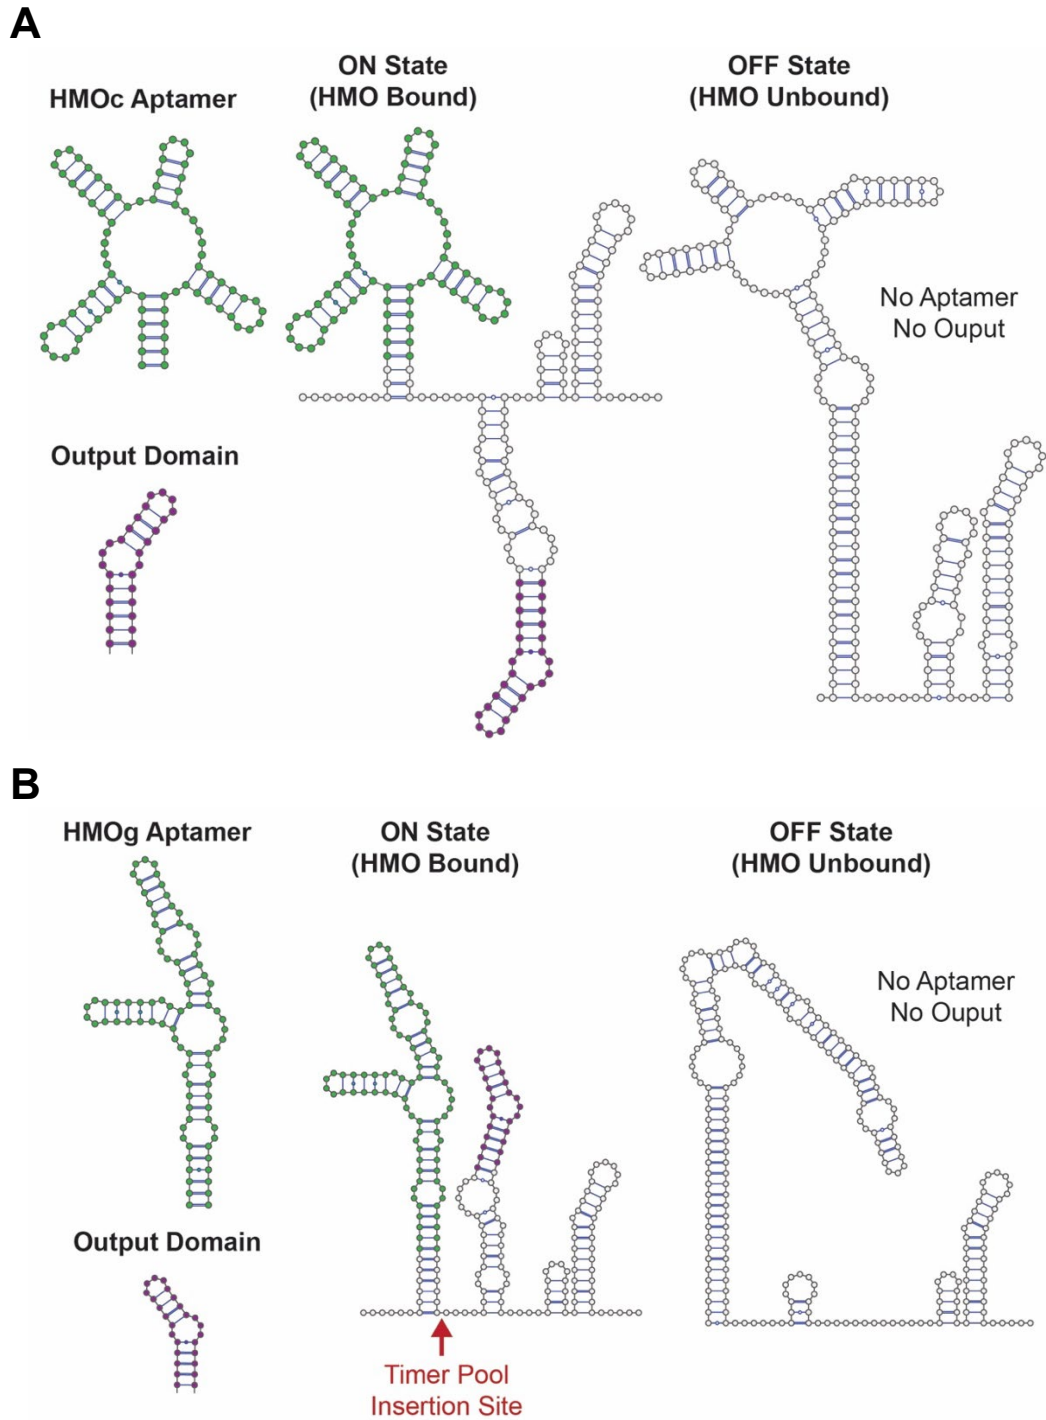 A
HMOc Aptamer
ON State
(HMO Bound)
OFF State
(HMO Unbound)
No Aptamer
No Ouput
Output Domain
B
HMOg Aptamer
ON State
(HMO Bound)
OFF State
(HMO Unbound)
No Aptamer
No Ouput
Output Domain
Timer Pool
Insertion Site